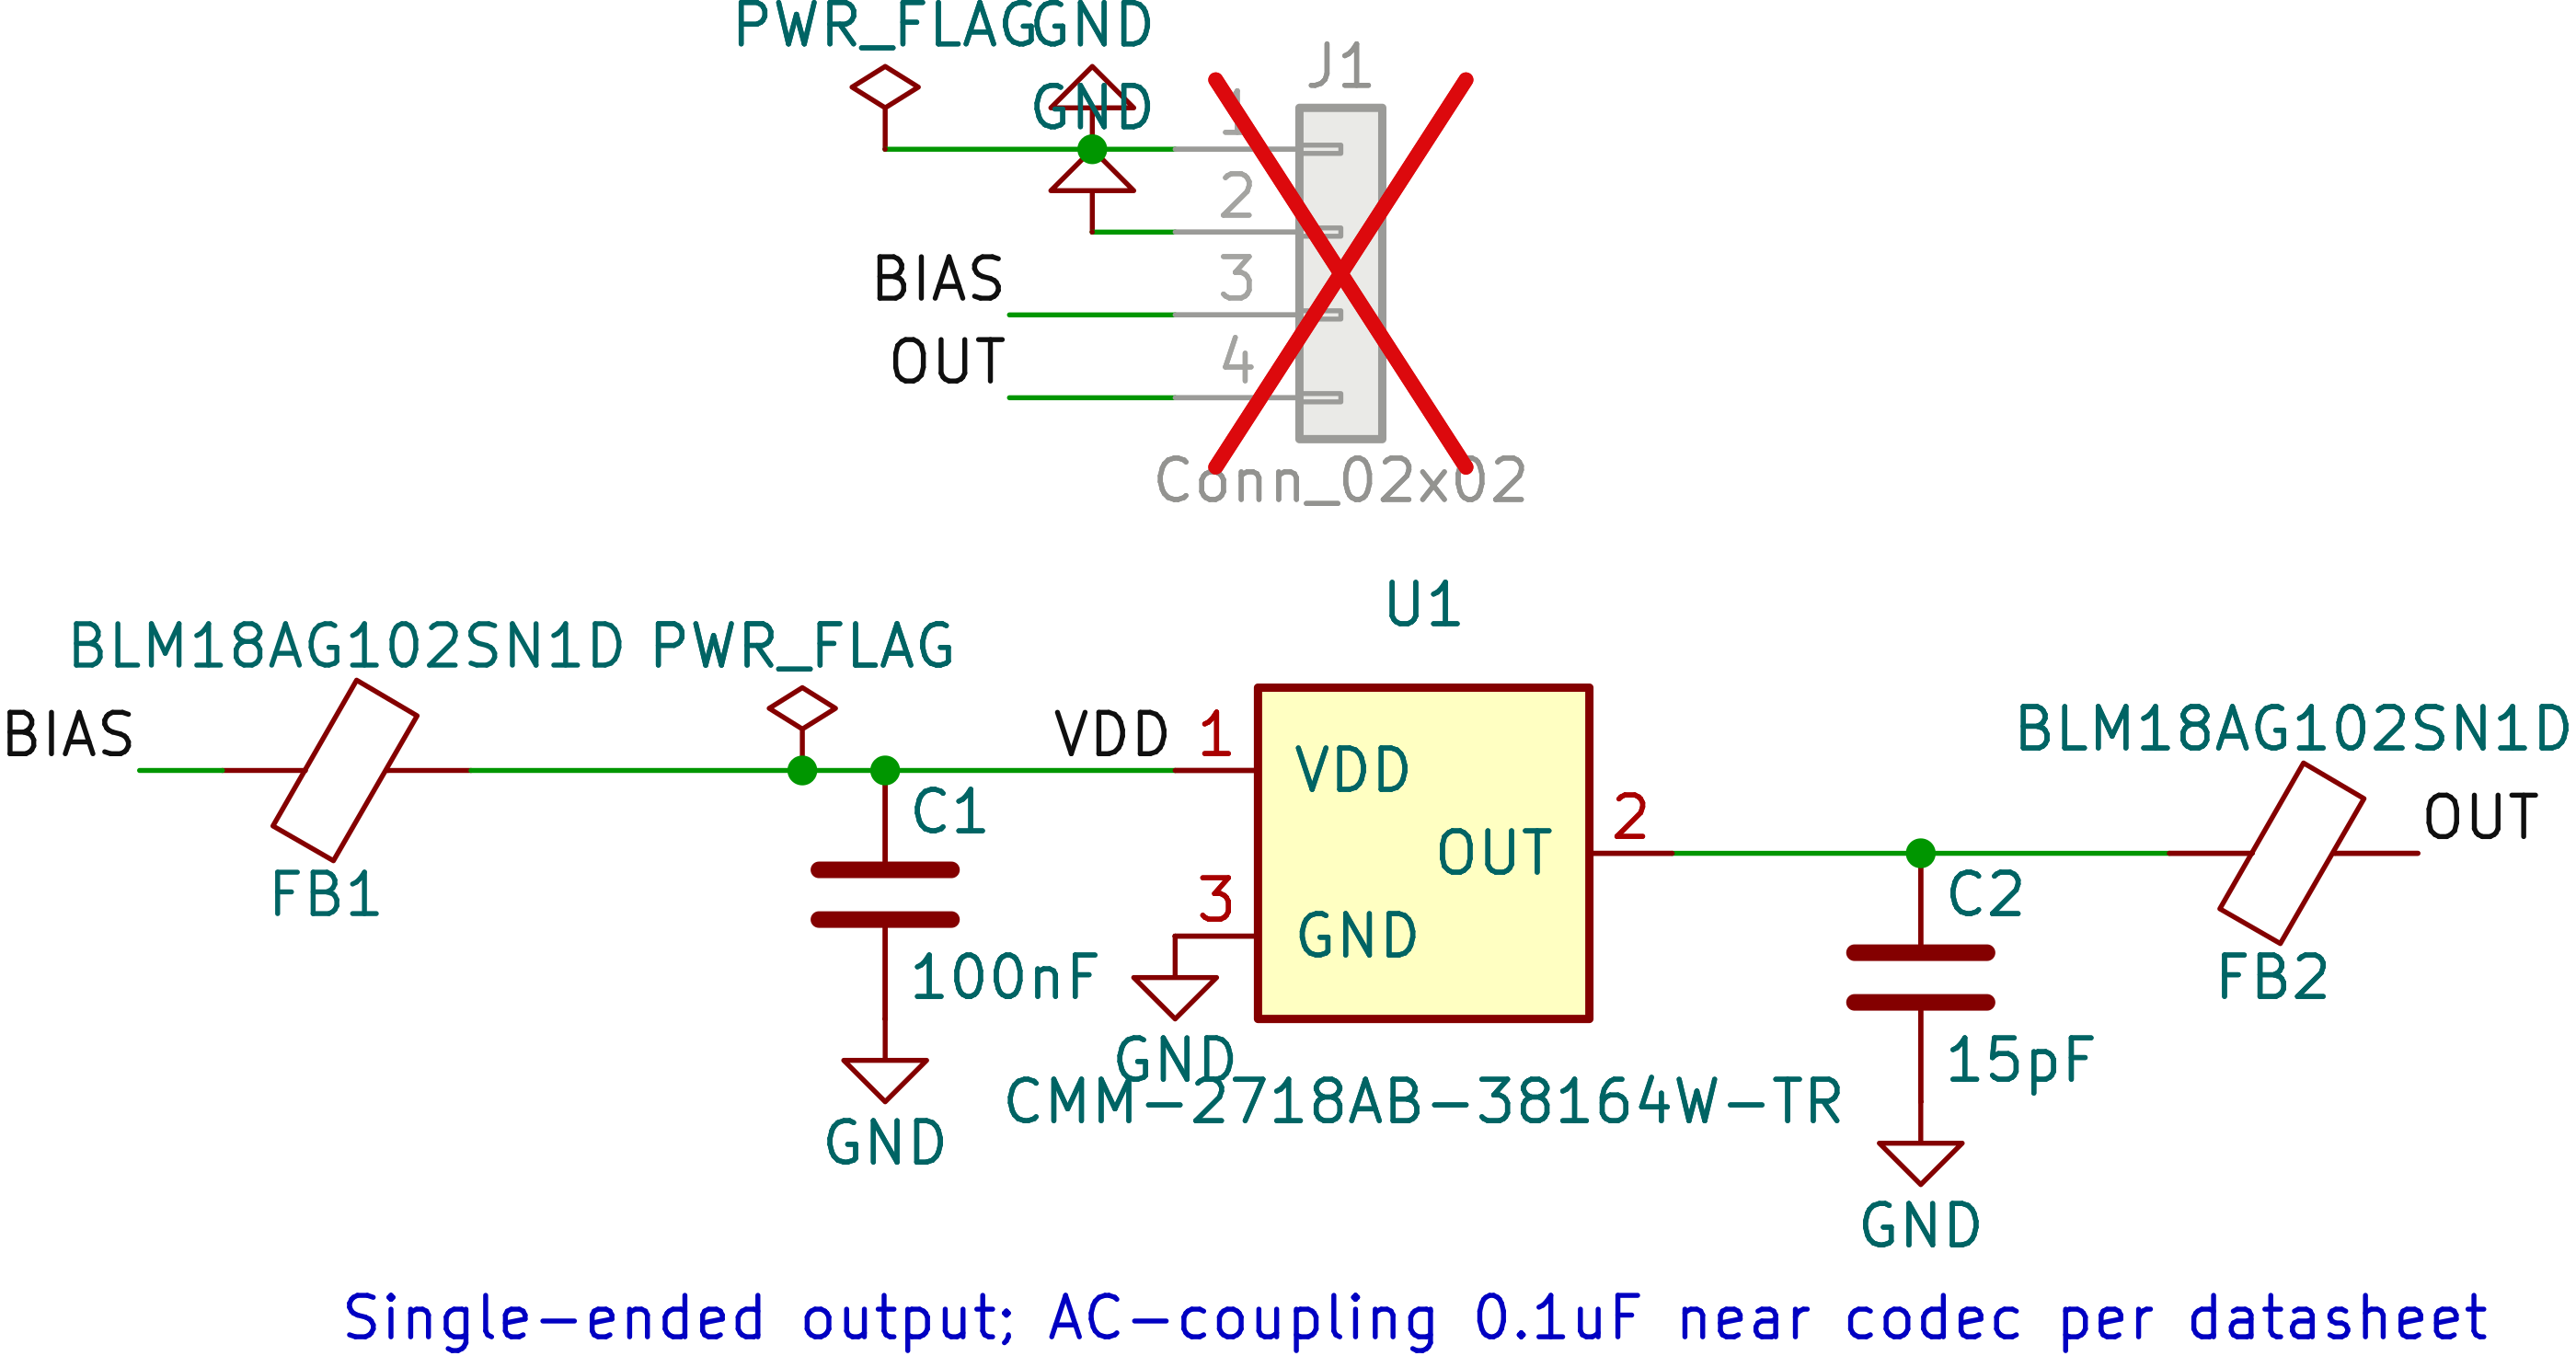 PWR_FLAG
GND
J1
GND
1
2
BIAS
3
OUT
4
Conn_02x02
U1
BLM18AG102SN1D
PWR_FLAG
BIAS
VDD
1
BLM18AG102SN1D
VDD
C1
2
OUT
OUT
FB1
3
C2
GND
100nF
FB2
GND
15pF
CMM-2718AB-38164W-TR
GND
GND
Single-ended output; AC-coupling 0.1uF near codec per datasheet